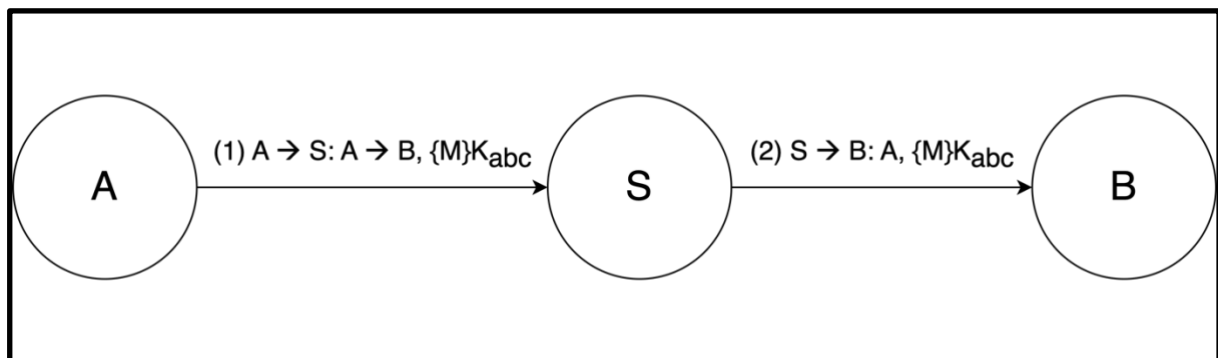 A
(1) A → S: A → B, {M}Kabc
S
(2) S → B: A, {M}Kabc
B